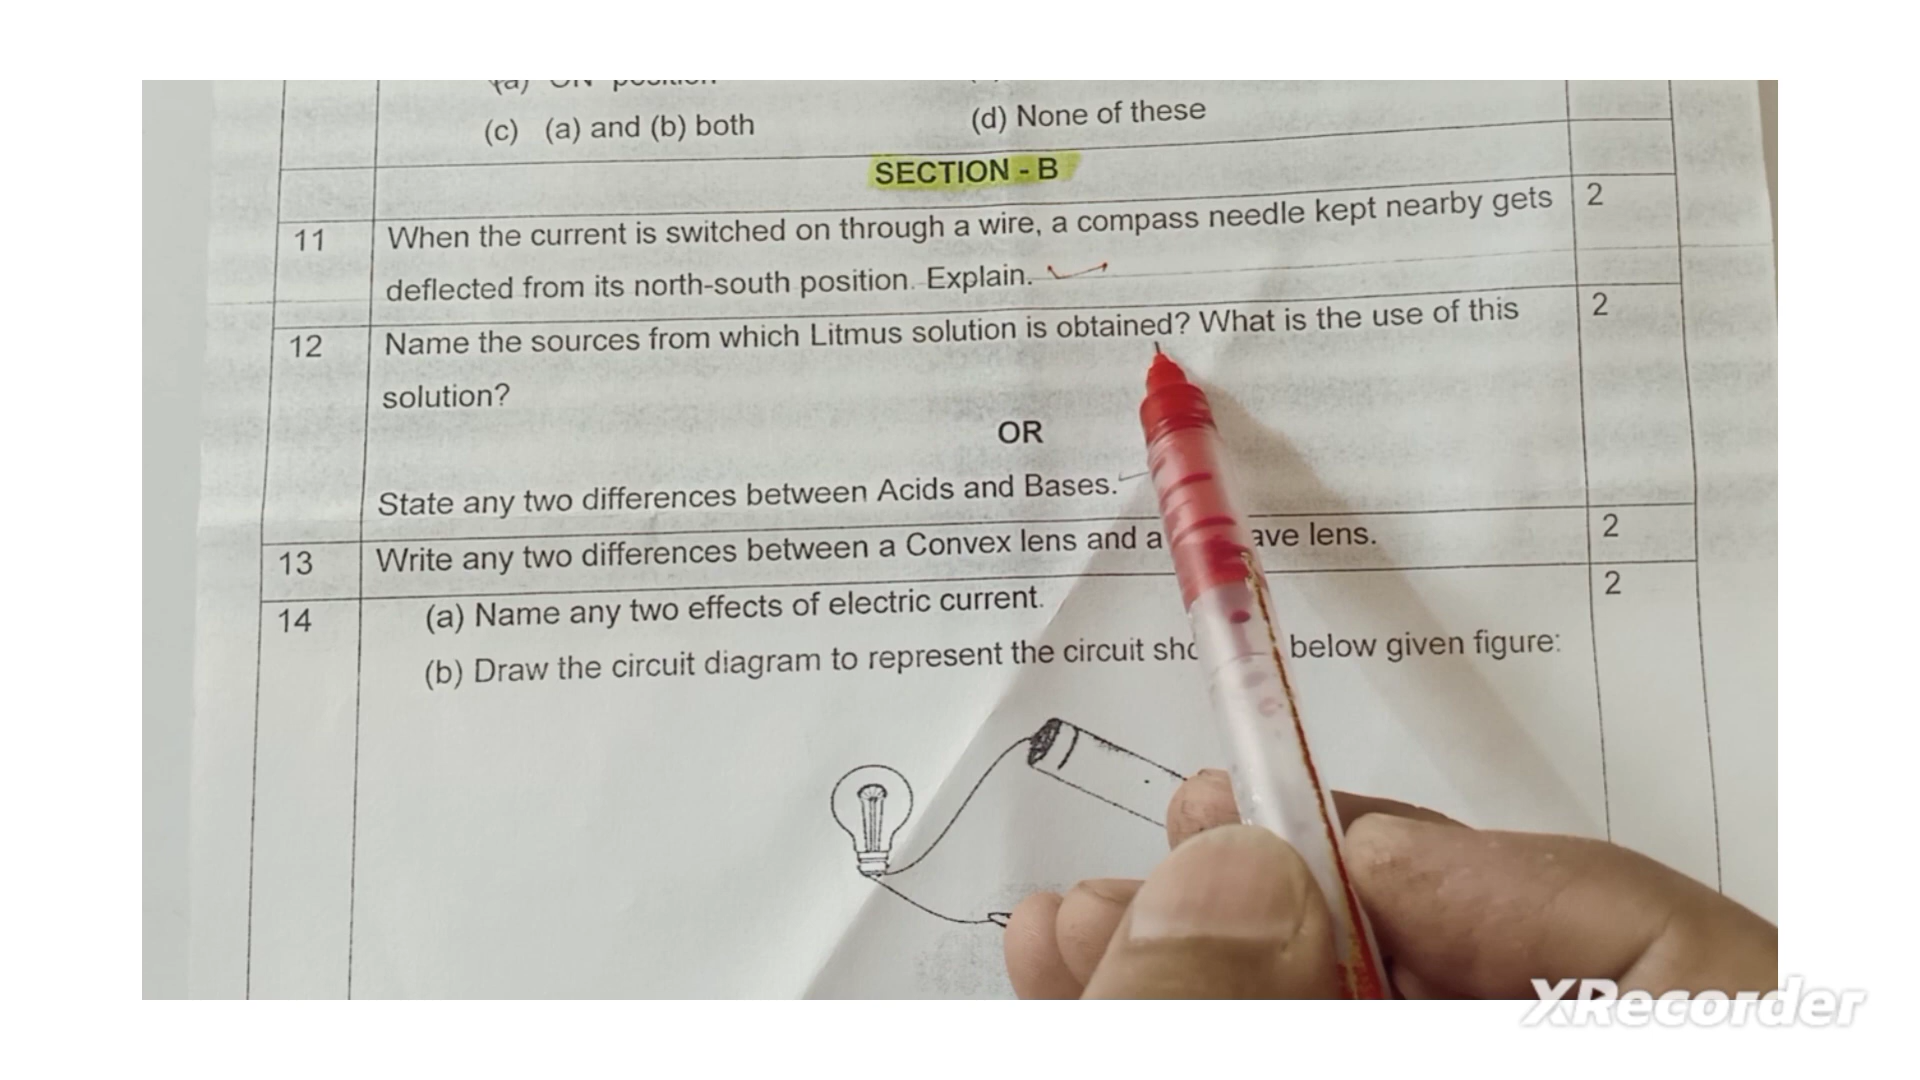 (a) ON position
(c) (a) and (b) both
(d) None of these
SECTION - B
11 When the current is switched on through a wire, a compass needle kept nearby gets 2
deflected from its north-south position. Explain.
12 Name the sources from which Litmus solution is obtained? What is the use of this 2
solution?
OR
State any two differences between Acids and Bases.
13 Write any two differences between a Convex lens and a ave lens. 2
14 (a) Name any two effects of electric current. 2
(b) Draw the circuit diagram to represent the circuit below given figure:
XRecorder